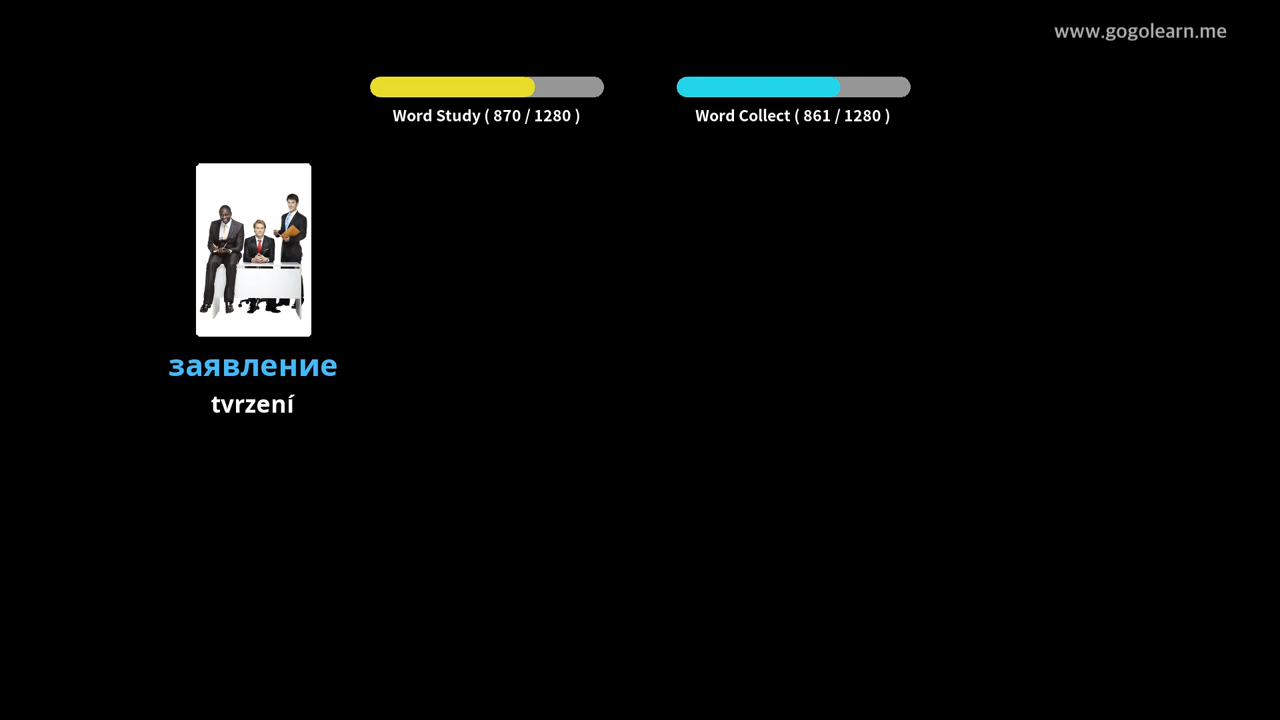 www.gogolearn.me
Word Study ( 870 / 1280 )
Word Collect ( 861 / 1280 )
заявление
tvrzení